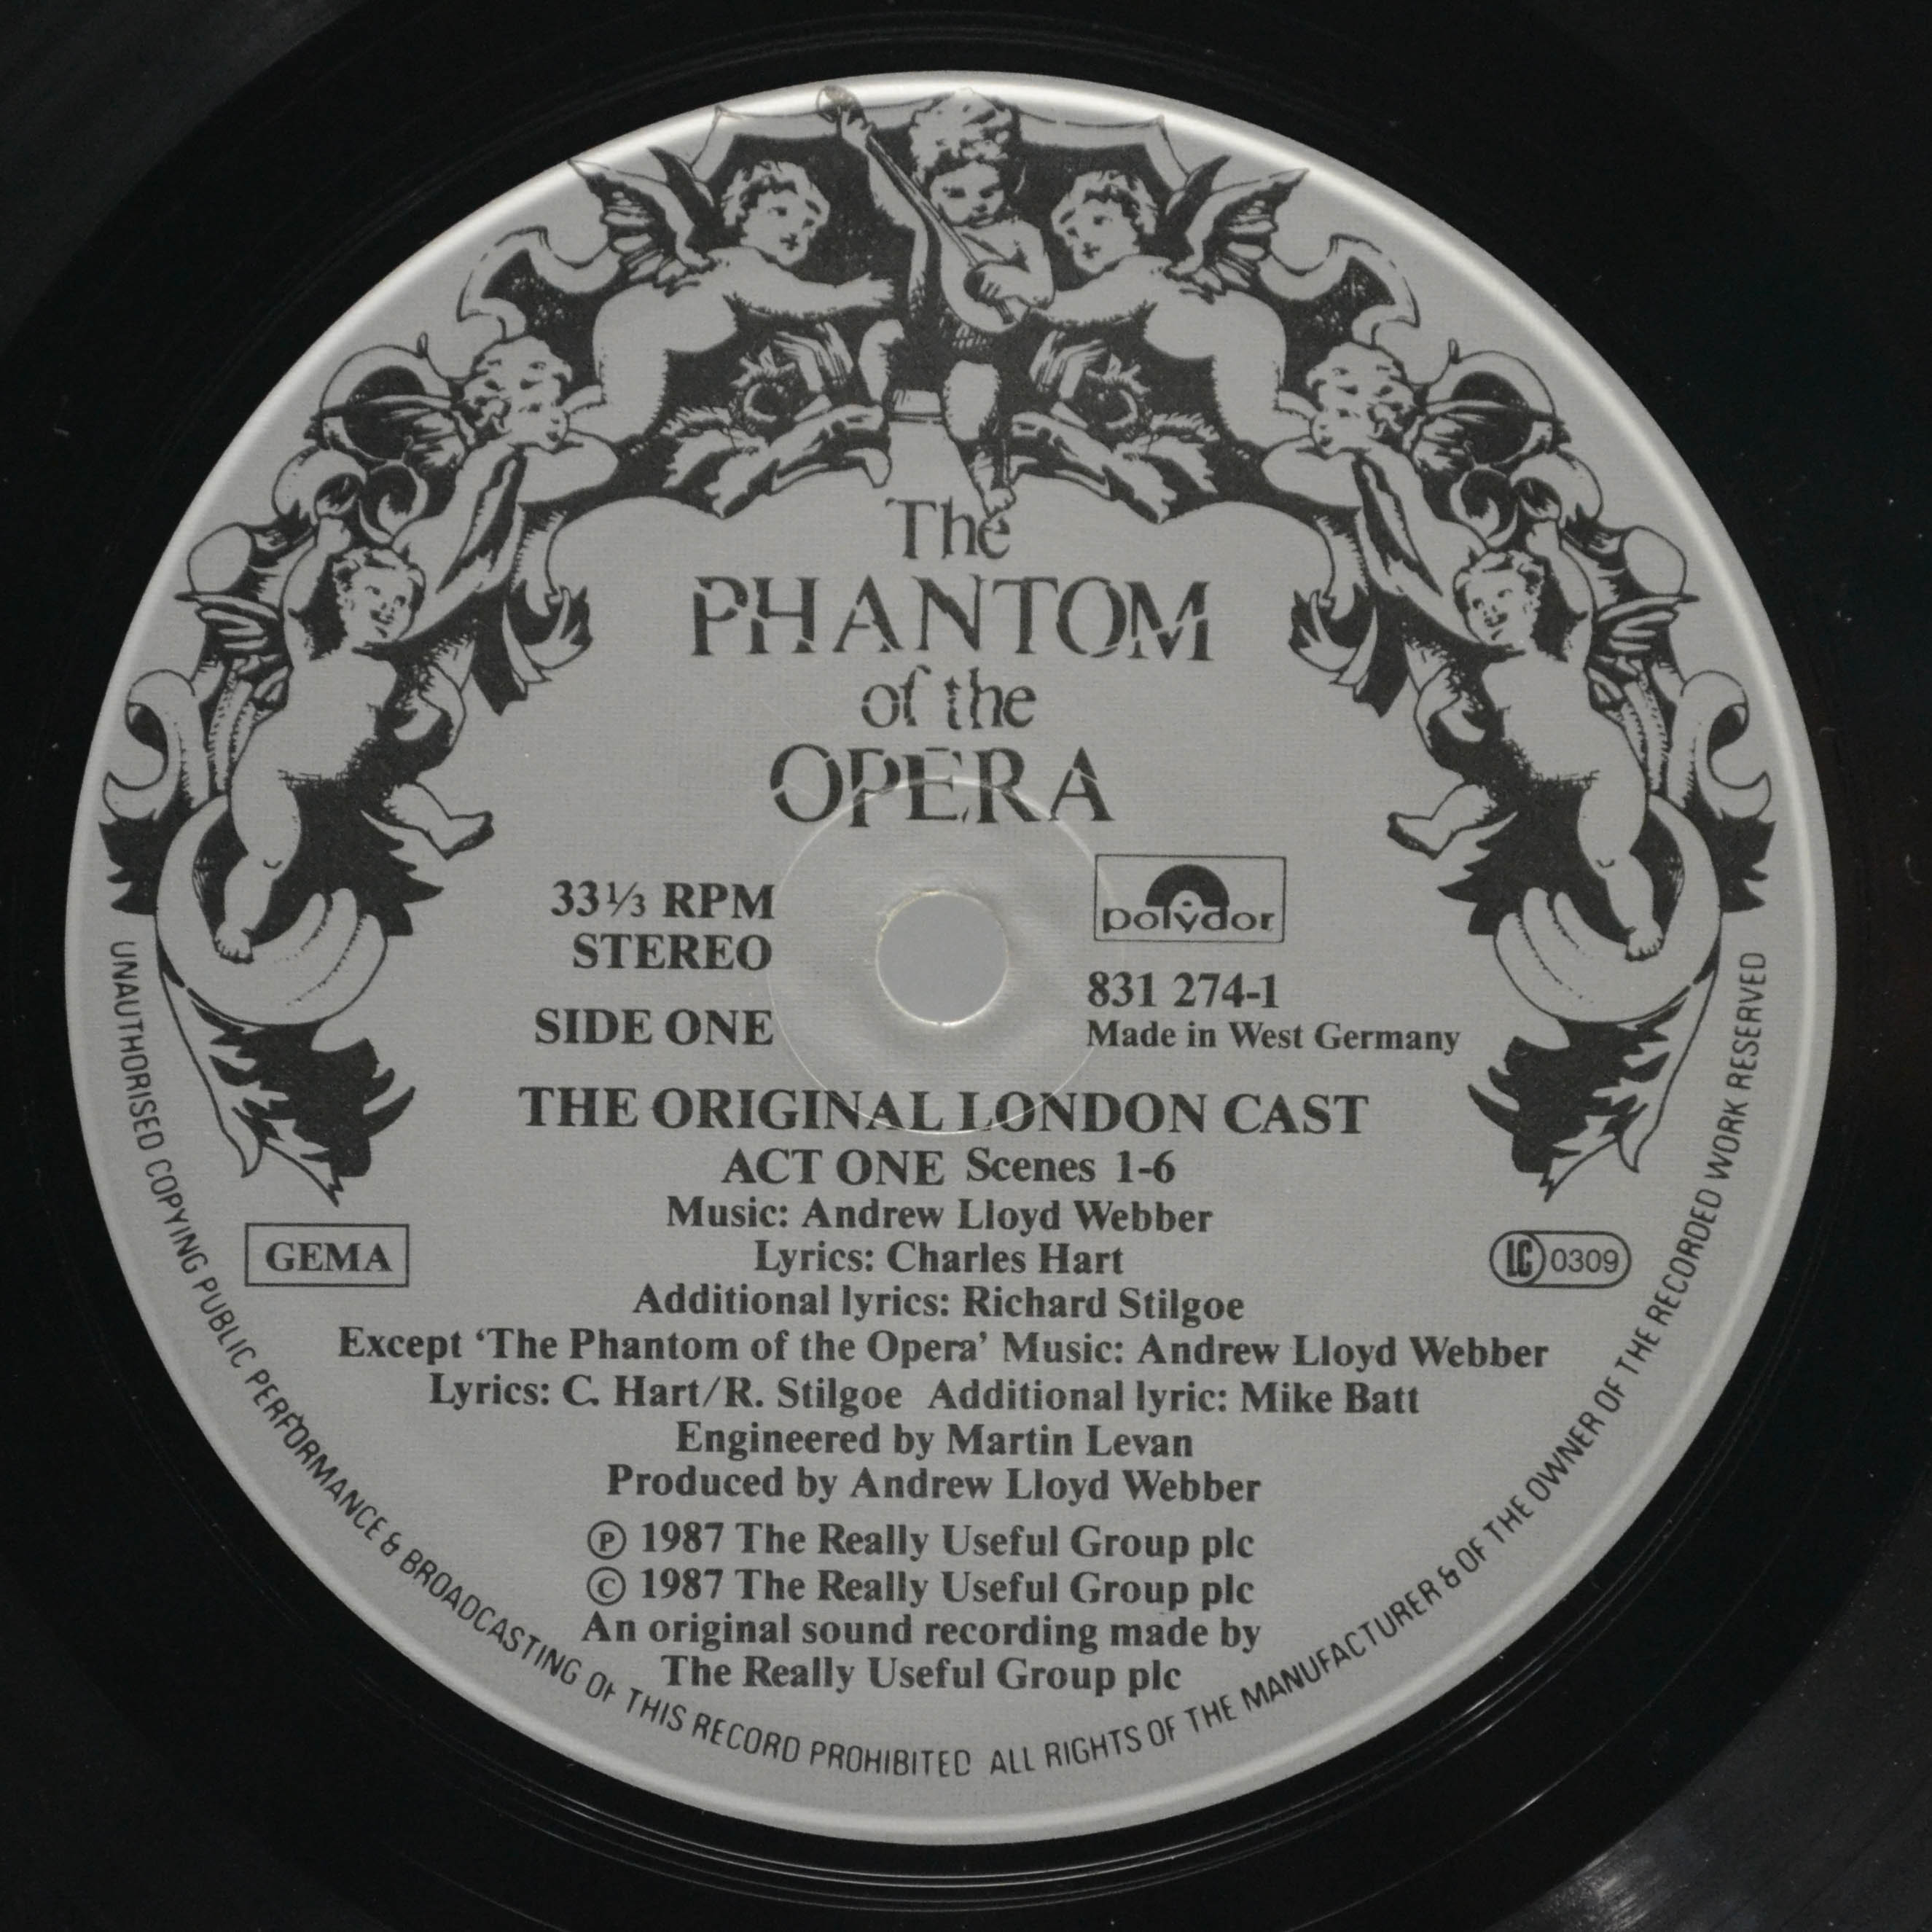 The
PHANTOM
of the
OPERA
33⅓ RPM
STEREO
SIDE ONE
polydor
831 274-1
Made in West Germany
THE ORIGINAL LONDON CAST
ACT ONE Scenes 1-6
Music: Andrew Lloyd Webber
Lyrics: Charles Hart
GEMA
LC 0309
Additional lyrics: Richard Stilgoe
Except ‘The Phantom of the Opera’ Music: Andrew Lloyd Webber
Lyrics: C. Hart/R. Stilgoe Additional lyric: Mike Batt
Engineered by Martin Levan
Produced by Andrew Lloyd Webber
Ⓟ 1987 The Really Useful Group plc
© 1987 The Really Useful Group plc
An original sound recording made by
The Really Useful Group plc
UNAUTHORISED COPYING PUBLIC PERFORMANCE & BROADCASTING OF THIS RECORD PROHIBITED ALL RIGHTS OF THE MANUFACTURER & OF THE OWNER OF THE RECORDED WORK RESERVED